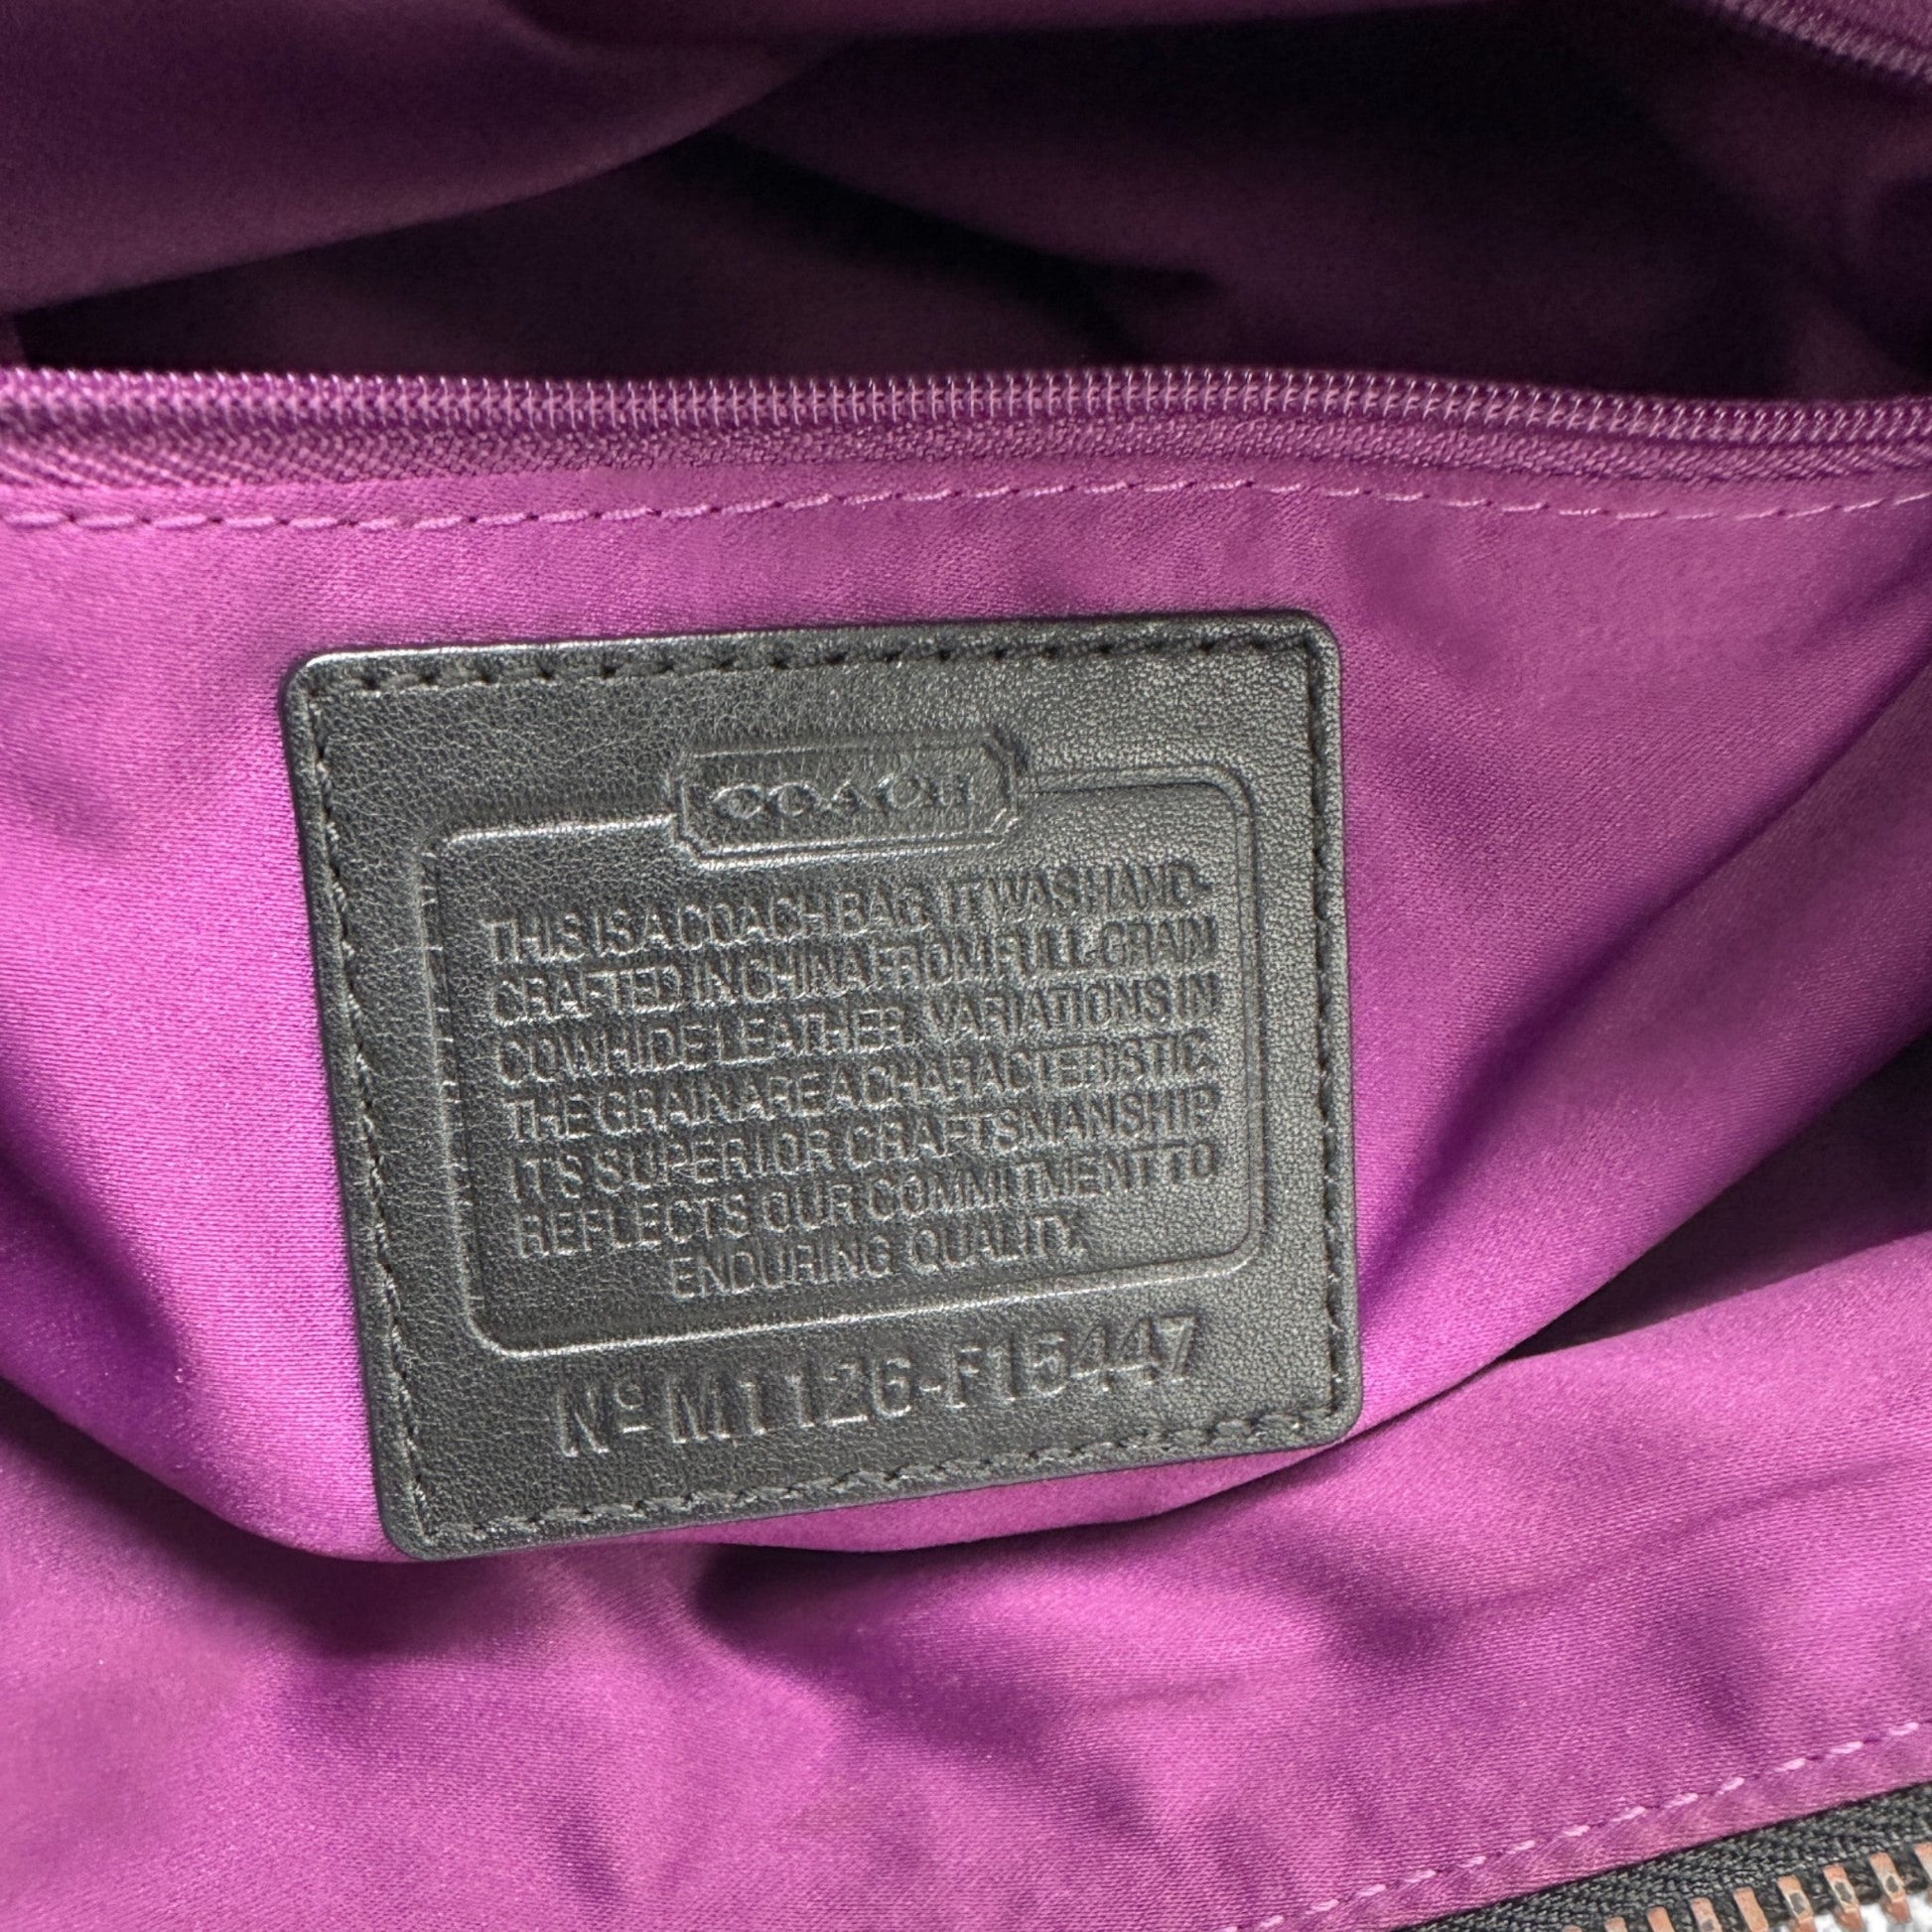 COACH
THIS IS A COACH BAG. IT WAS HAND-
CRAFTED IN CHINA FROM FULL GRAIN
COWHIDE LEATHER. VARIATIONS IN
THE GRAIN ARE A CHARACTERISTIC.
IT'S SUPERIOR CRAFTSMANSHIP
REFLECTS OUR COMMITMENT TO
ENDURING QUALITY.
Nº M1126-F15447